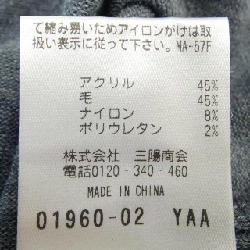 て縮み易いためアイロンがけは取
扱い表示に従って下さい。MA-57F
アクリル 45%
毛 45%
ナイロン 8%
ポリウレタン 2%
株式会社 三陽商会
電話0120-340-460
MADE IN CHINA
01960-02 YAA